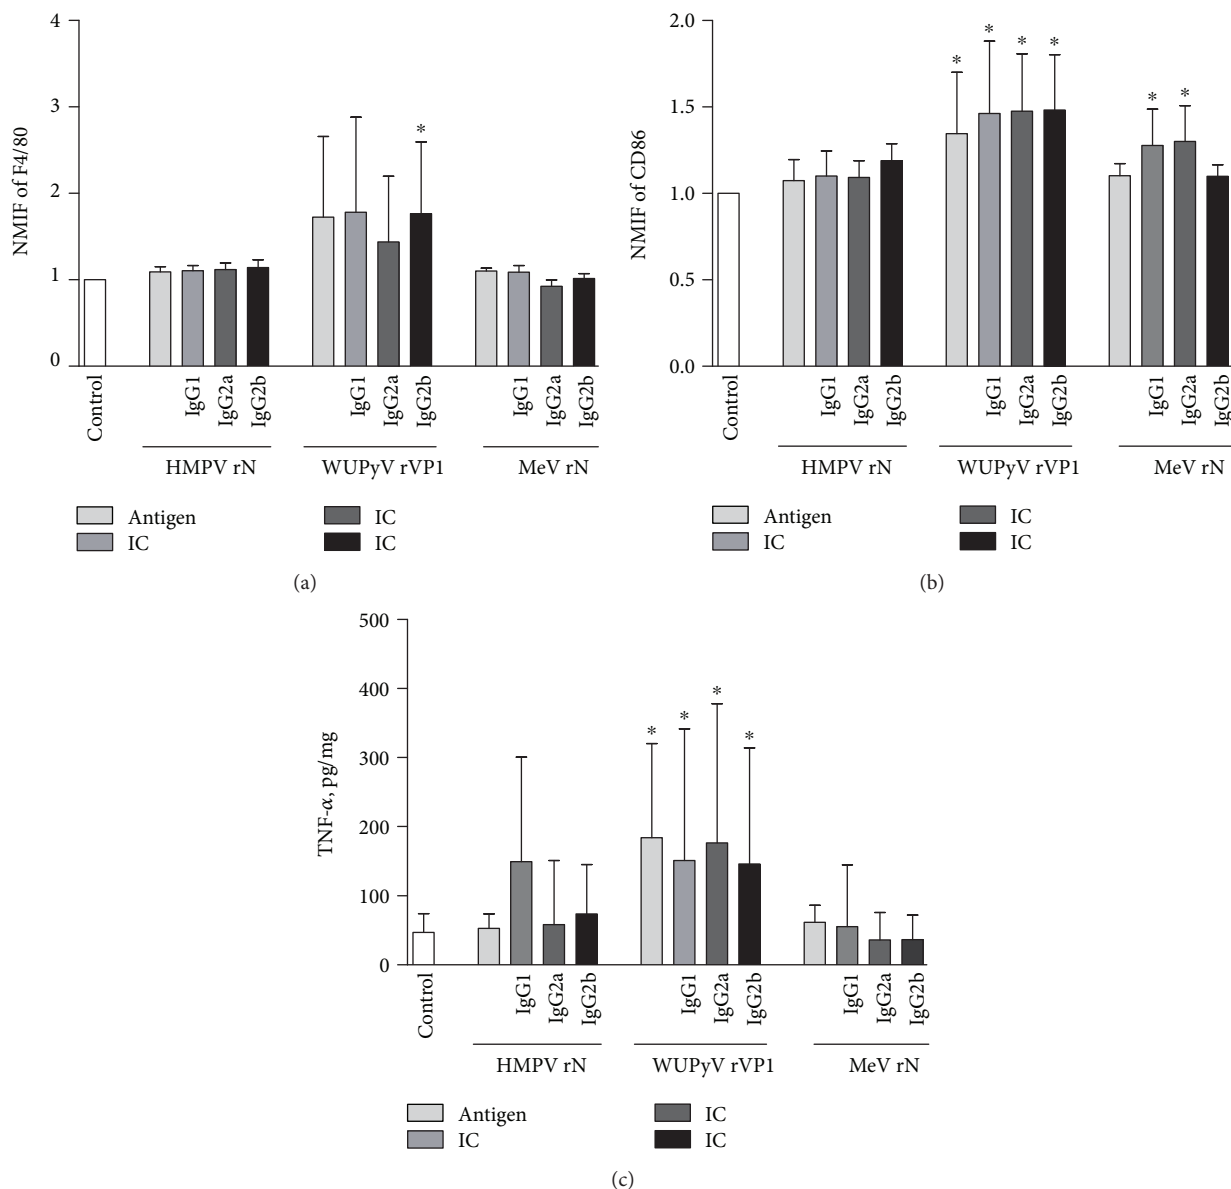 4
3
2
1
0
NMIF of F4/80
*
Control
IgG1
IgG2a
IgG2b
IgG1
IgG2a
IgG2b
IgG1
IgG2a
IgG2b
HMPV rN
WUPyV rVP1
MeV rN
Antigen
IC
IC
IC
(a)
2.0
1.5
1.0
0.5
0.0
NMIF of CD86
*
*
*
*
*
*
Control
IgG1
IgG2a
IgG2b
IgG1
IgG2a
IgG2b
IgG1
IgG2a
IgG2b
HMPV rN
WUPyV rVP1
MeV rN
Antigen
IC
IC
IC
(b)
500
400
300
200
100
0
TNF-α, pg/mg
*
*
*
*
Control
IgG1
IgG2a
IgG2b
IgG1
IgG2a
IgG2b
IgG1
IgG2a
IgG2b
HMPV rN
WUPyV rVP1
MeV rN
Antigen
IC
IC
IC
(c)